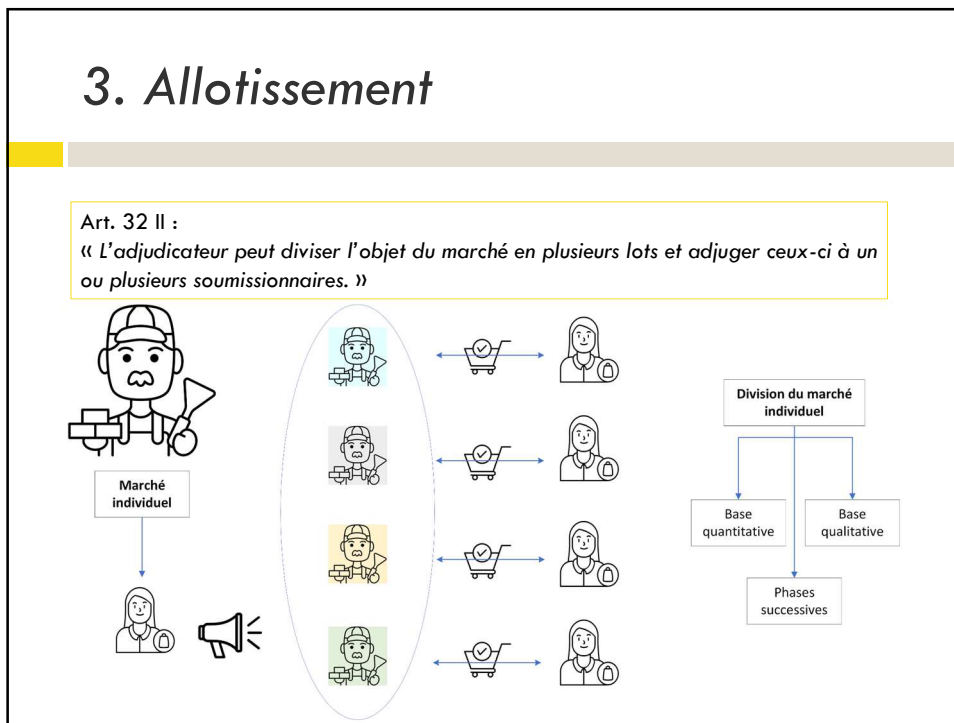 3. Allotissement
Art. 32 II :
« L'adjudicateur peut diviser l'objet du marché en plusieurs lots et adjuger ceux-ci à un
ou plusieurs soumissionnaires. »
Marché
individuel
Division du marché
individuel
Base
quantitative
Base
qualitative
Phases
successives